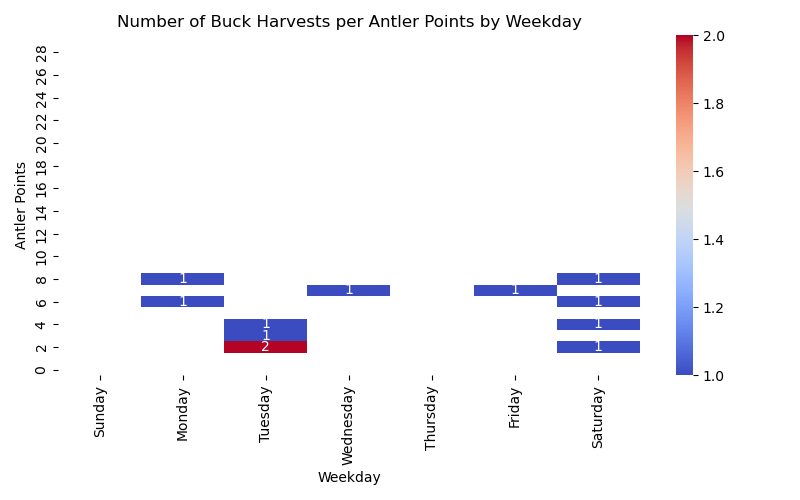 Number of Buck Harvests per Antler Points by Weekday
Antler Points
28
26
24
22
20
18
16
14
12
10
8
6
4
2
0
1 1
1 1
1 1
1 1
1
2 1
Sunday
Monday
Tuesday
Wednesday
Thursday
Friday
Saturday
Weekday
2.0
1.8
1.6
1.4
1.2
1.0